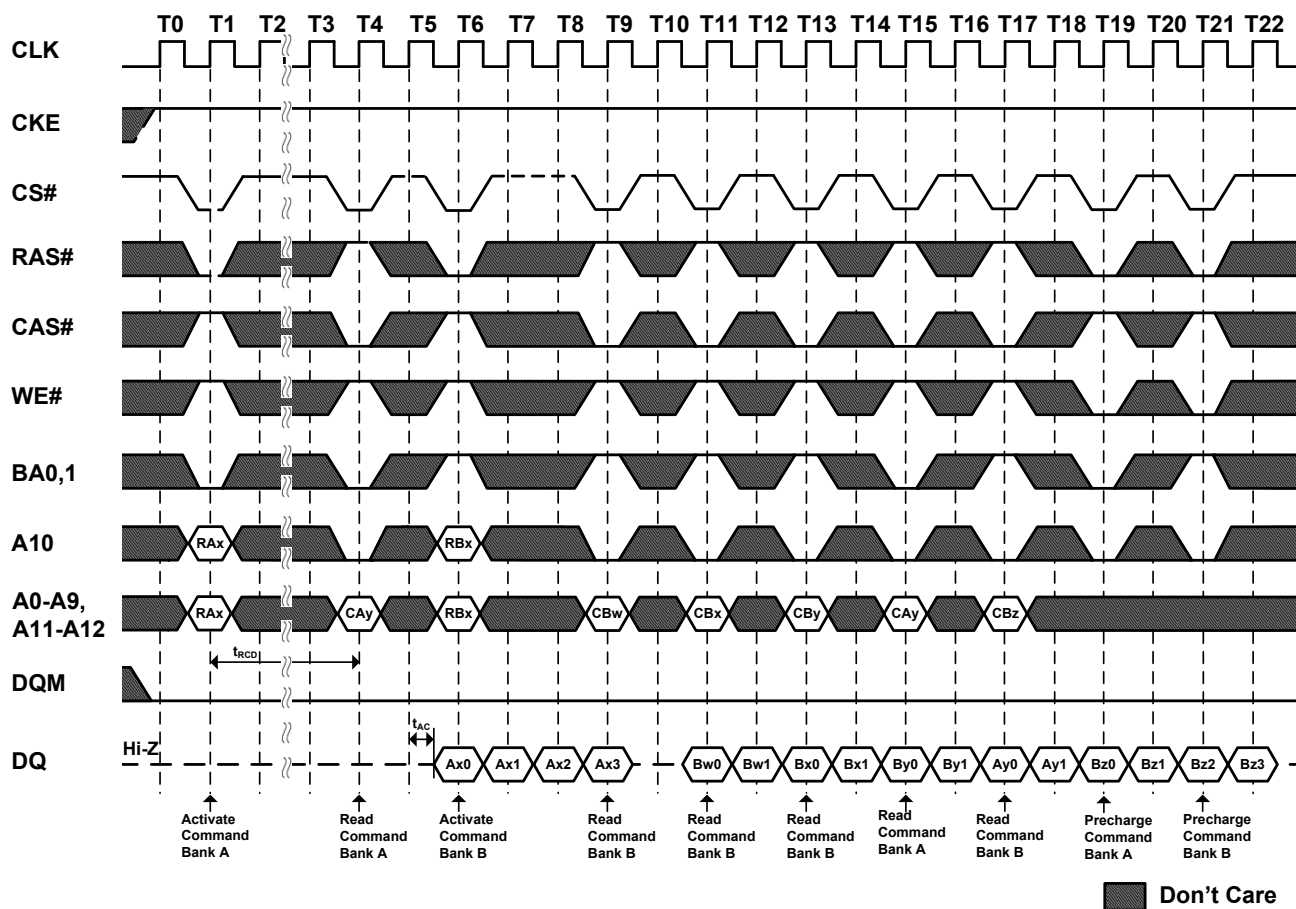 T0 T1 T2 T3 T4 T5 T6 T7 T8 T9 T10 T11 T12 T13 T14 T15 T16 T17 T18 T19 T20 T21 T22
CLK
CKE
CS#
RAS#
CAS#
WE#
BA0,1
A10
RAx
RBx
A0-A9,
A11-A12
RAx
CAy
RBx
CBw
CBx
CBy
CAy
CBz
tRCD
DQM
tAC
DQ
Hi-Z
Ax0 Ax1 Ax2 Ax3 Bw0 Bw1 Bx0 Bx1 By0 By1 Ay0 Ay1 Bz0 Bz1 Bz2 Bz3
Activate
Command
Bank A
Read
Command
Bank A
Activate
Command
Bank B
Read
Command
Bank B
Read
Command
Bank B
Read
Command
Bank B
Read
Command
Bank A
Read
Command
Bank B
Precharge
Command
Bank A
Precharge
Command
Bank B
Don't Care